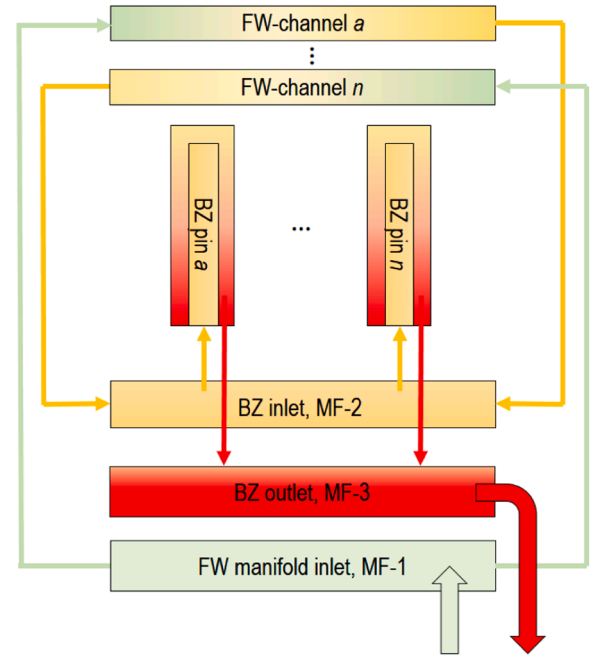 FW-channel a
...
FW-channel n
BZ pin a
...
BZ pin n
BZ inlet, MF-2
BZ outlet, MF-3
FW manifold inlet, MF-1